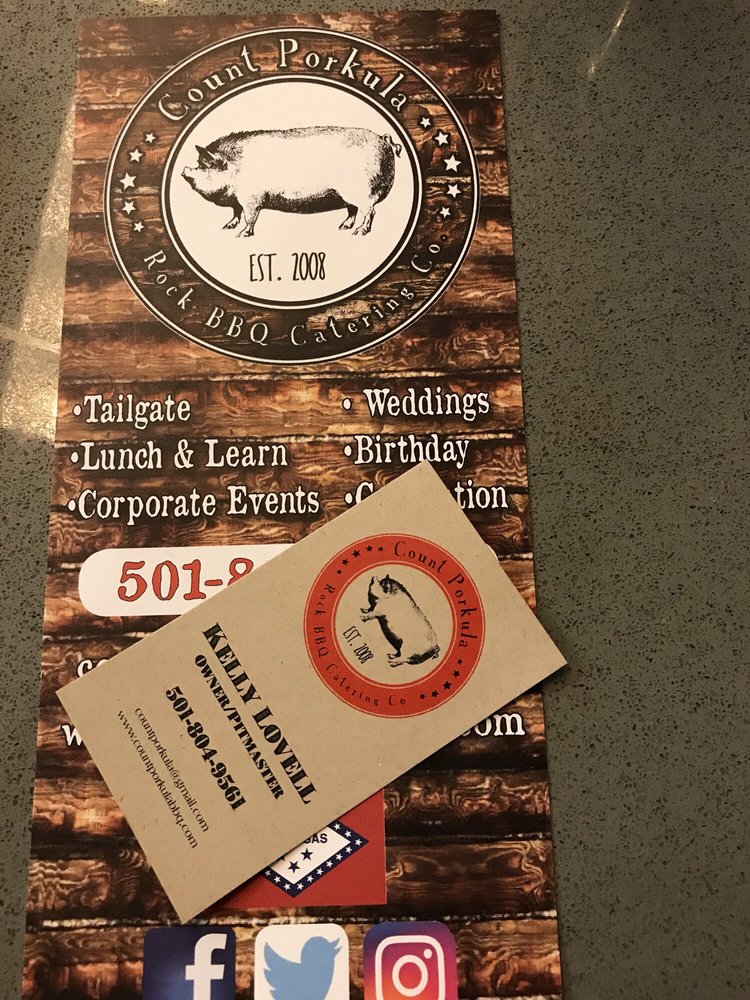 Count Porkula
EST. 2008
Rock BBQ Catering Co.
•Tailgate
•Lunch & Learn
•Corporate Events
• Weddings
•Birthday
501-8
Count Porkula
EST. 2008
Rock BBQ Catering Co
KELLY LOVELL
OWNER/PITMASTER
501-804-9561
countporkula@gmail.com
www.countporkulabbq.com